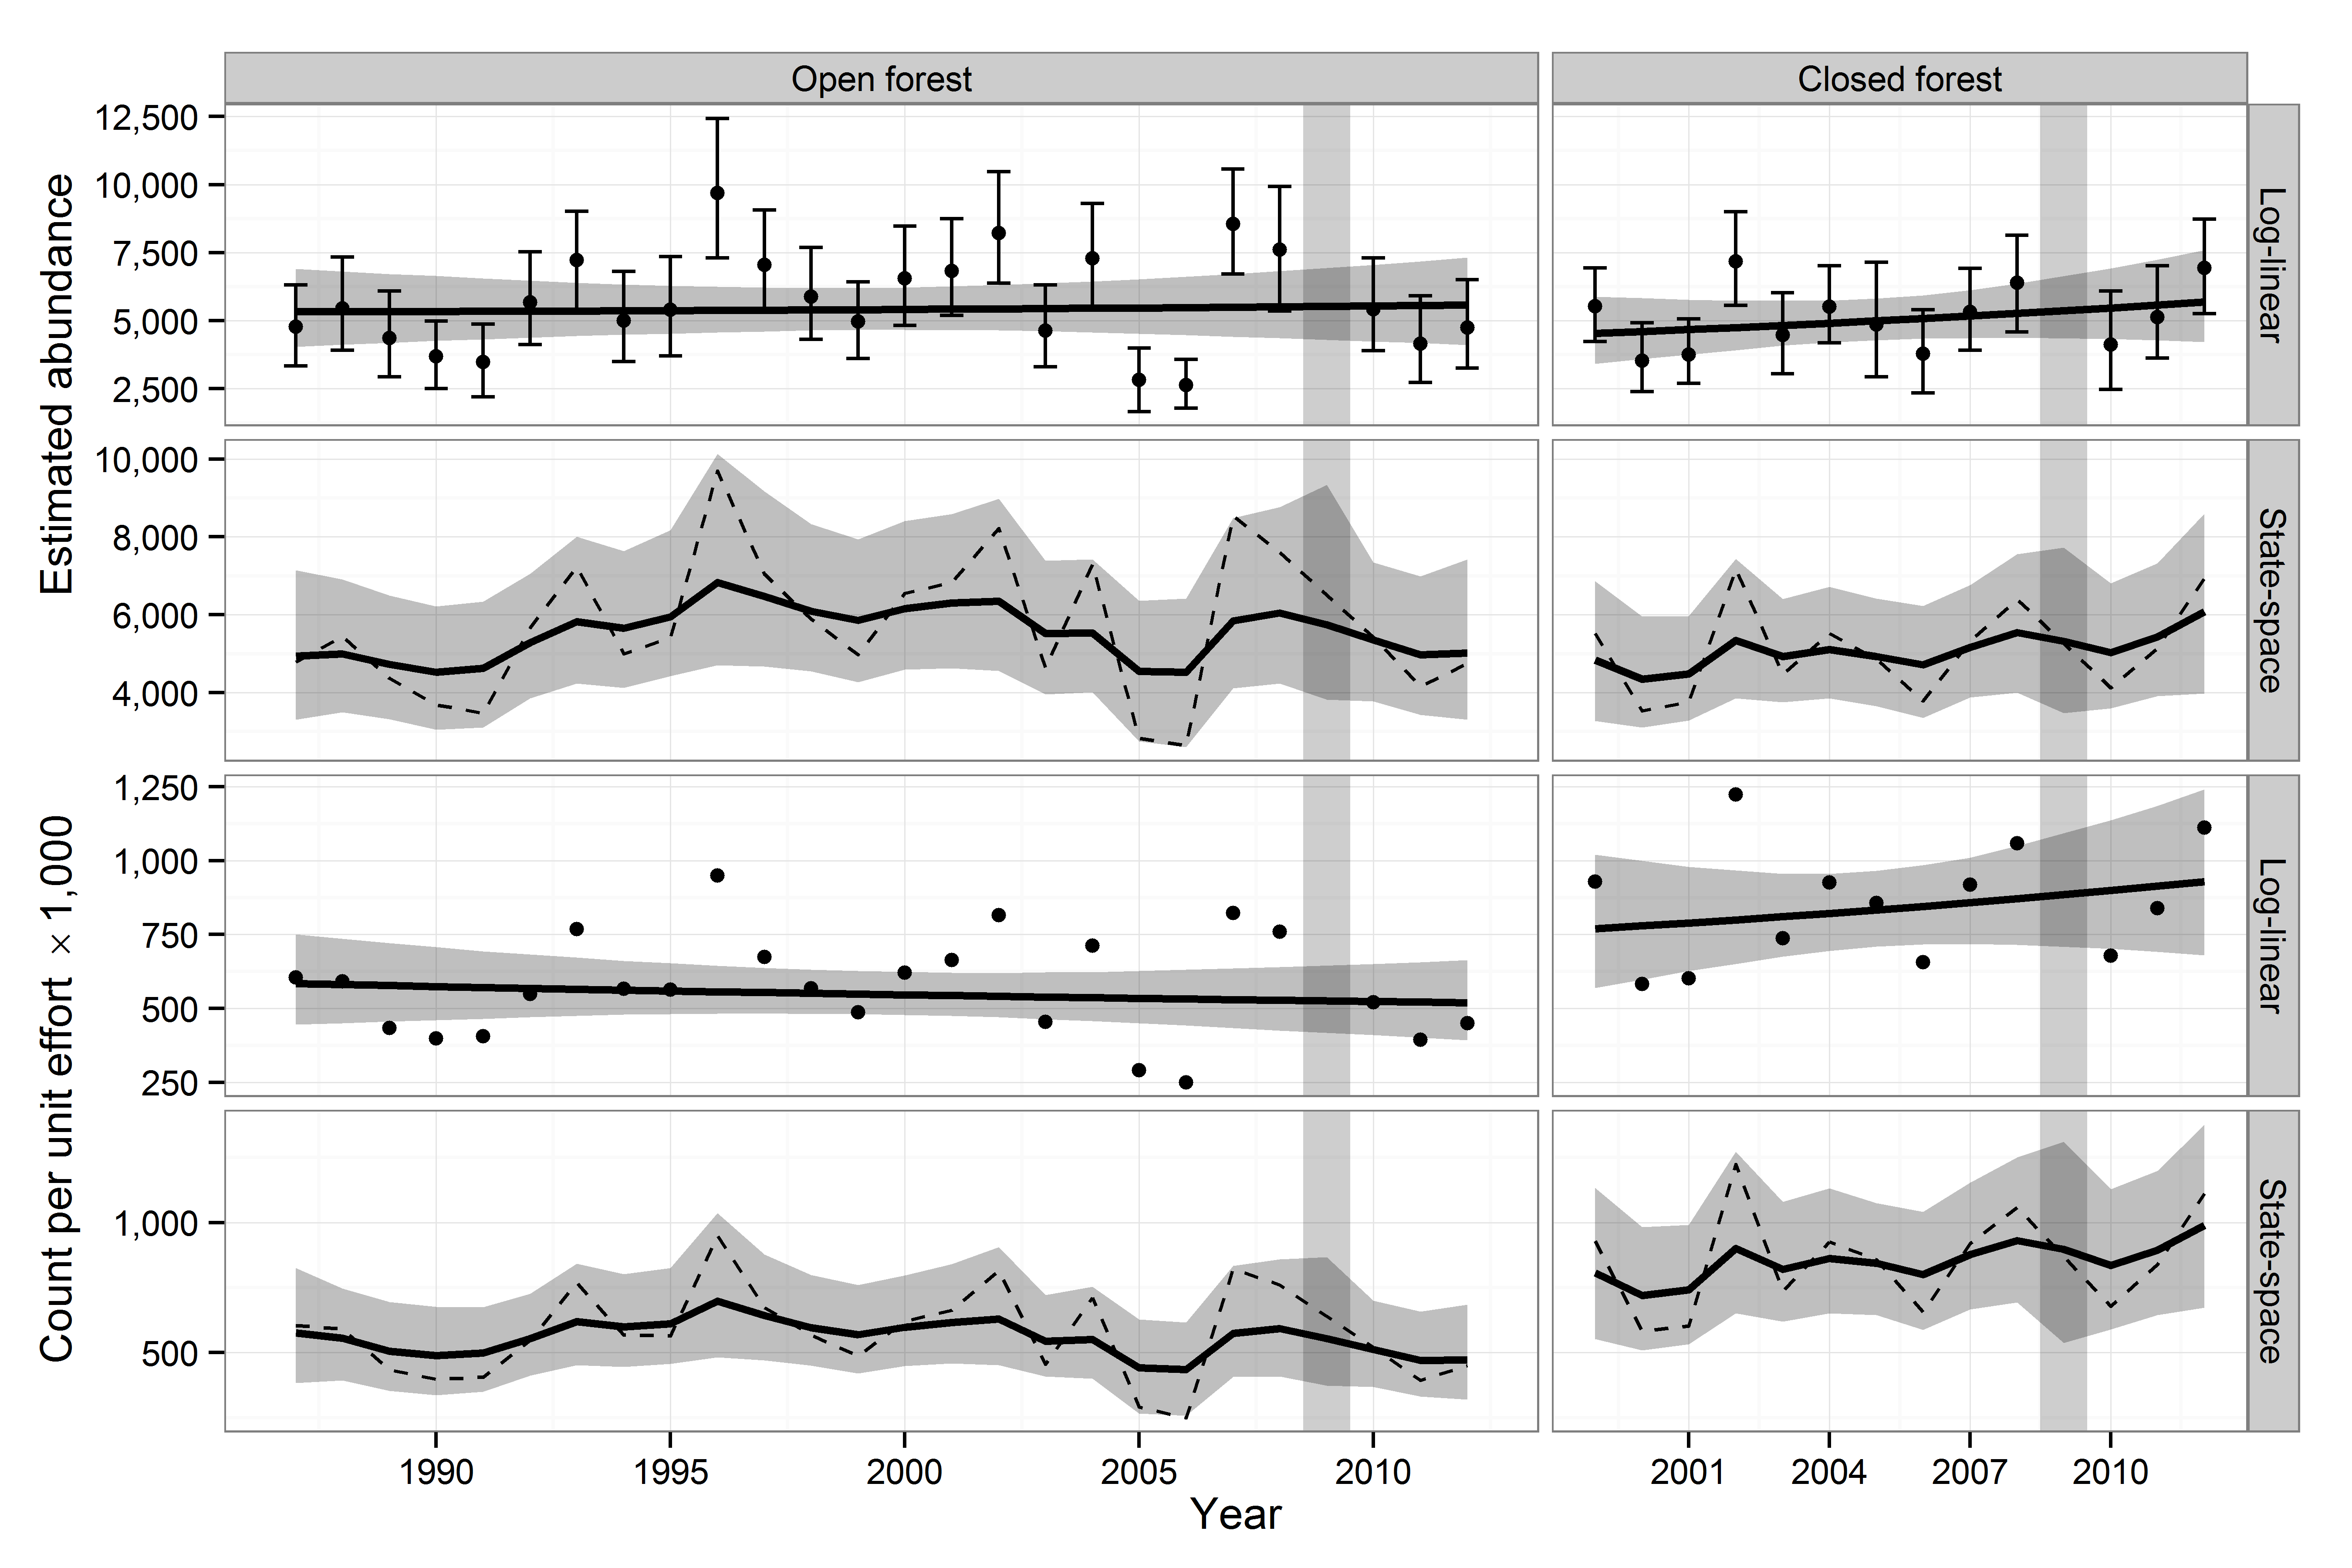 Open forest
Closed forest
Estimated abundance
12,500
10,000
7,500
5,000
2,500
Log-linear
10,000
8,000
6,000
4,000
State-space
Count per unit effort × 1,000
1,250
1,000
750
500
250
Log-linear
1,000
500
State-space
1990 1995 2000 2005 2010 2001 2004 2007 2010
Year